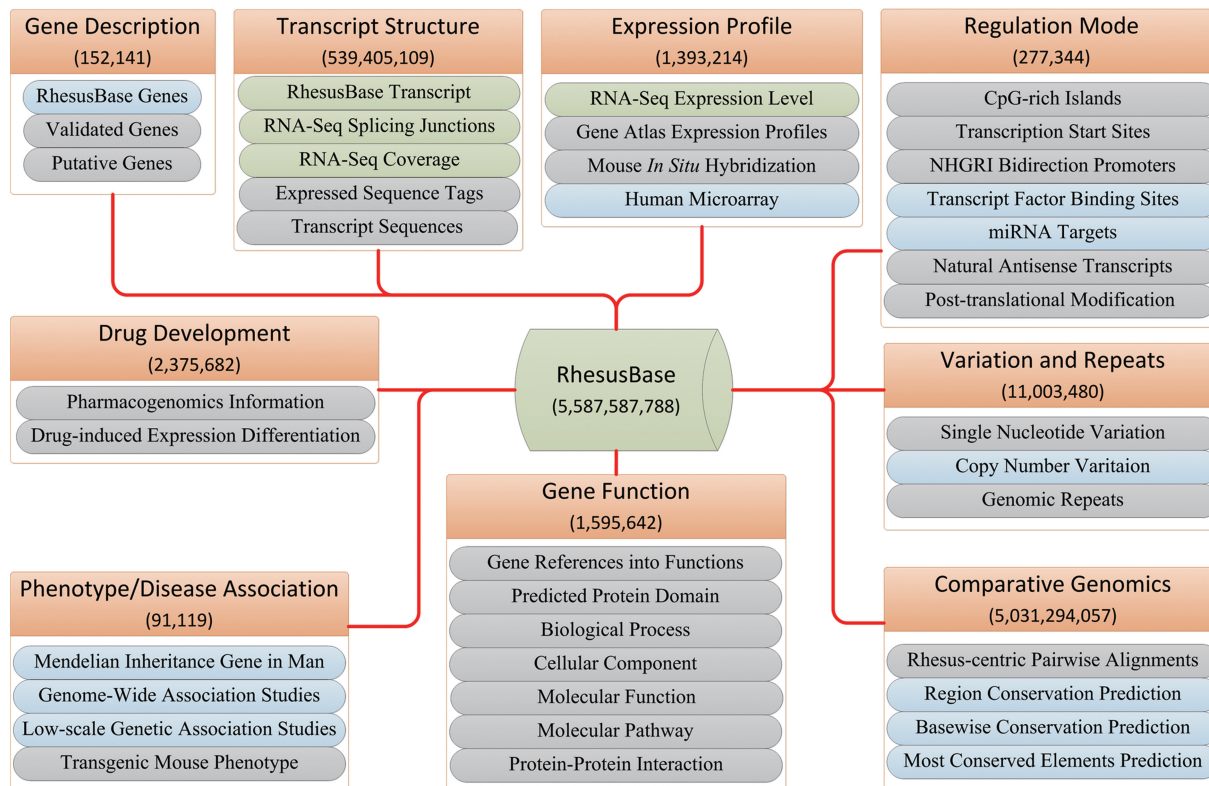 Gene Description
(152,141)
RhesusBase Genes
Validated Genes
Putative Genes
Transcript Structure
(539,405,109)
RhesusBase Transcript
RNA-Seq Splicing Junctions
RNA-Seq Coverage
Expressed Sequence Tags
Transcript Sequences
Expression Profile
(1,393,214)
RNA-Seq Expression Level
Gene Atlas Expression Profiles
Mouse In Situ Hybridization
Human Microarray
Regulation Mode
(277,344)
CpG-rich Islands
Transcription Start Sites
NHGRI Bidirection Promoters
Transcript Factor Binding Sites
miRNA Targets
Natural Antisense Transcripts
Post-translational Modification
Drug Development
(2,375,682)
Pharmacogenomics Information
Drug-induced Expression Differentiation
RhesusBase
(5,587,587,788)
Variation and Repeats
(11,003,480)
Single Nucleotide Variation
Copy Number Varitaion
Genomic Repeats
Phenotype/Disease Association
(91,119)
Mendelian Inheritance Gene in Man
Genome-Wide Association Studies
Low-scale Genetic Association Studies
Transgenic Mouse Phenotype
Gene Function
(1,595,642)
Gene References into Functions
Predicted Protein Domain
Biological Process
Cellular Component
Molecular Function
Molecular Pathway
Protein-Protein Interaction
Comparative Genomics
(5,031,294,057)
Rhesus-centric Pairwise Alignments
Region Conservation Prediction
Basewise Conservation Prediction
Most Conserved Elements Prediction